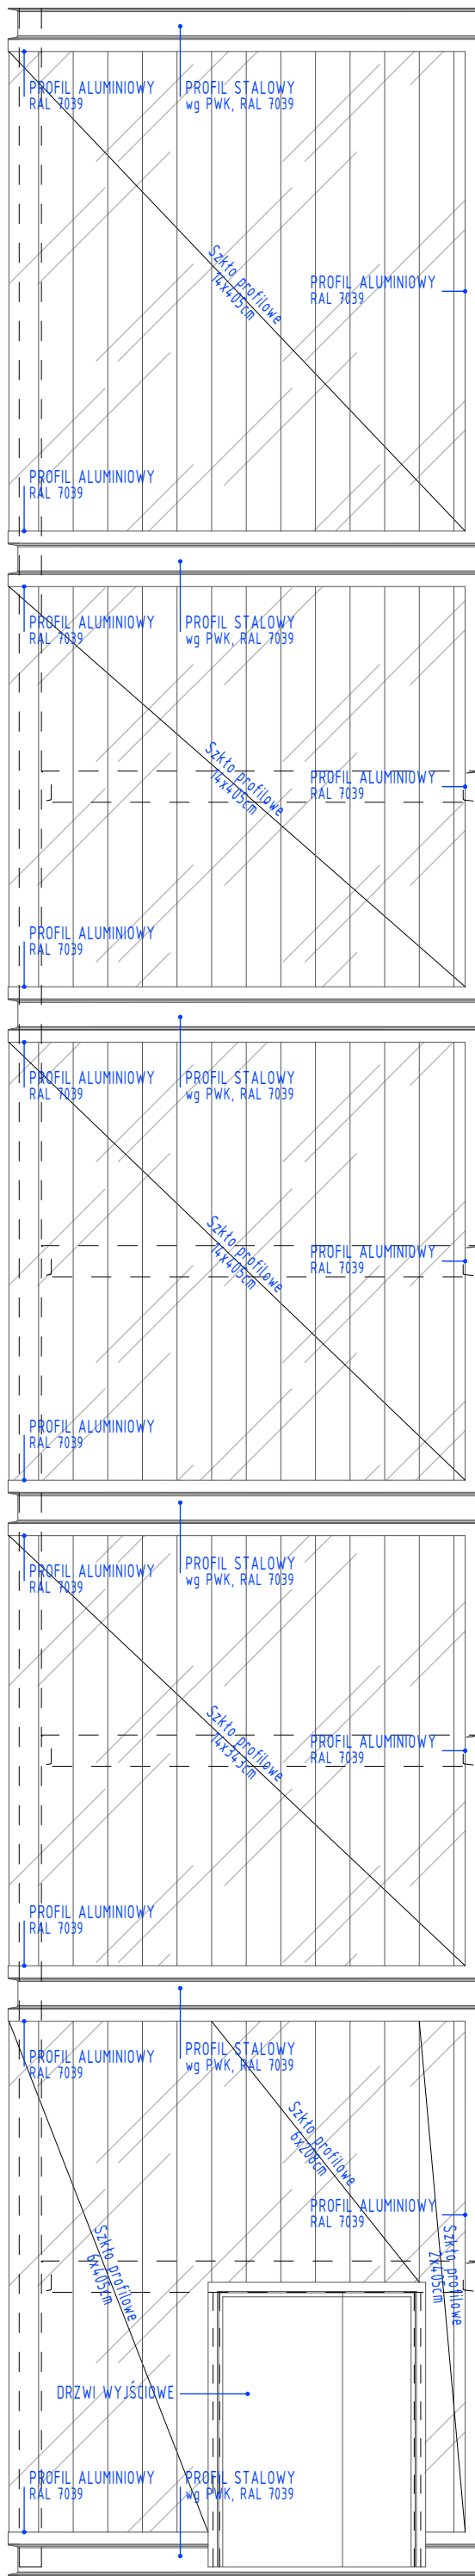 PROFIL ALUMINIOWY
RAL 7039
PROFIL STALOWY
wg PWK, RAL 7039
Szkło profilowe
14x405cm
PROFIL ALUMINIOWY
RAL 7039
PROFIL ALUMINIOWY
RAL 7039
PROFIL ALUMINIOWY
RAL 7039
PROFIL STALOWY
wg PWK, RAL 7039
Szkło profilowe
14x405cm
PROFIL ALUMINIOWY
RAL 7039
PROFIL ALUMINIOWY
RAL 7039
PROFIL ALUMINIOWY
RAL 7039
PROFIL STALOWY
wg PWK, RAL 7039
Szkło profilowe
14x405cm
PROFIL ALUMINIOWY
RAL 7039
PROFIL ALUMINIOWY
RAL 7039
PROFIL ALUMINIOWY
RAL 7039
PROFIL STALOWY
wg PWK, RAL 7039
Szkło profilowe
14x343cm
PROFIL ALUMINIOWY
RAL 7039
PROFIL ALUMINIOWY
RAL 7039
PROFIL ALUMINIOWY
RAL 7039
PROFIL STALOWY
wg PWK, RAL 7039
Szkło profilowe
6x208cm
PROFIL ALUMINIOWY
RAL 7039
Szkło profilowe
6x405cm
Szkło profilowe
2x405cm
DRZWI WYJŚCIOWE
PROFIL ALUMINIOWY
RAL 7039
PROFIL STALOWY
wg PWK, RAL 7039